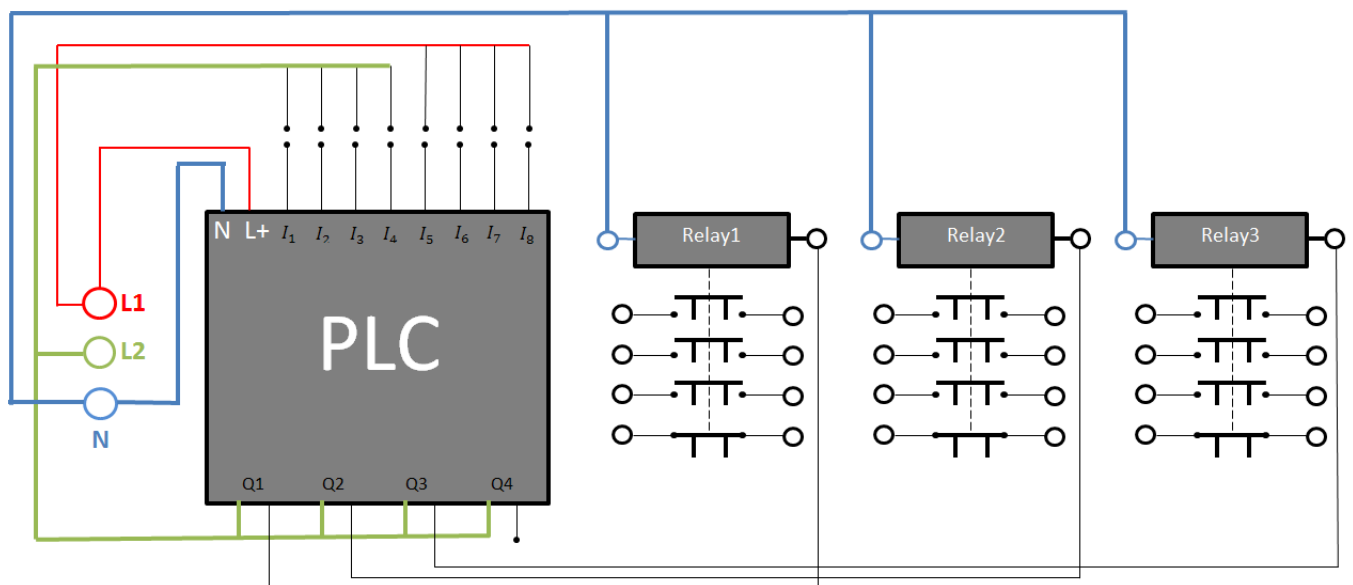 N L+ I₁ I₂ I₃ I₄ I₅ I₆ I₇ I₈
Relay1
Relay2
Relay3
L1
PLC
L2
N
Q1 Q2 Q3 Q4